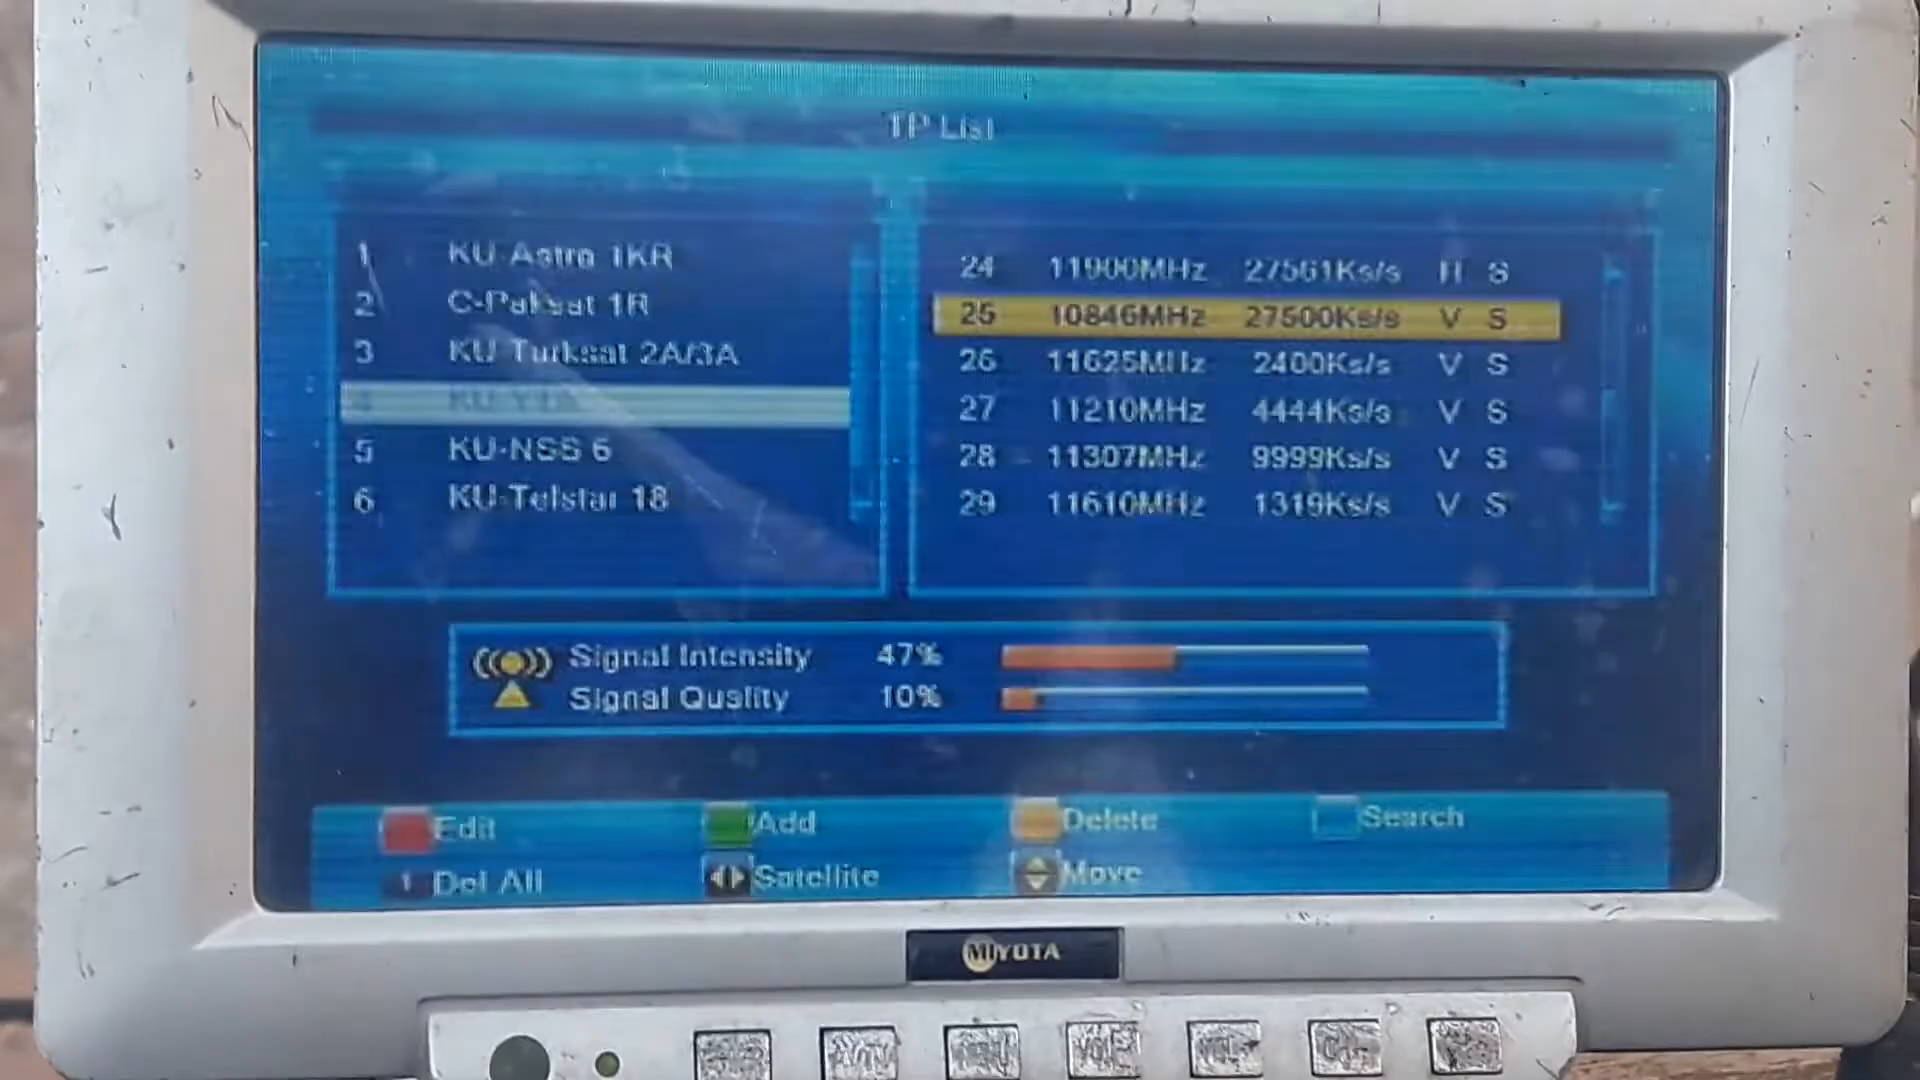 TP List
1 KU-Astro 1KR
2 C-Paksat 1R
3 KU-Turksat 2A/3A
4
5 KU-NSS 6
6 KU-Telstar 18
24 11900MHz 27561Ks/s H S
25 10846MHz 27500Ks/s V S
26 11625MHz 2400Ks/s V S
27 11210MHz 4444Ks/s V S
28 11307MHz 9999Ks/s V S
29 11610MHz 1319Ks/s V S
Signal Intensity 47%
Signal Quality 10%
Edit Add Delete Search
Del All Satellite Move
MIYOTA